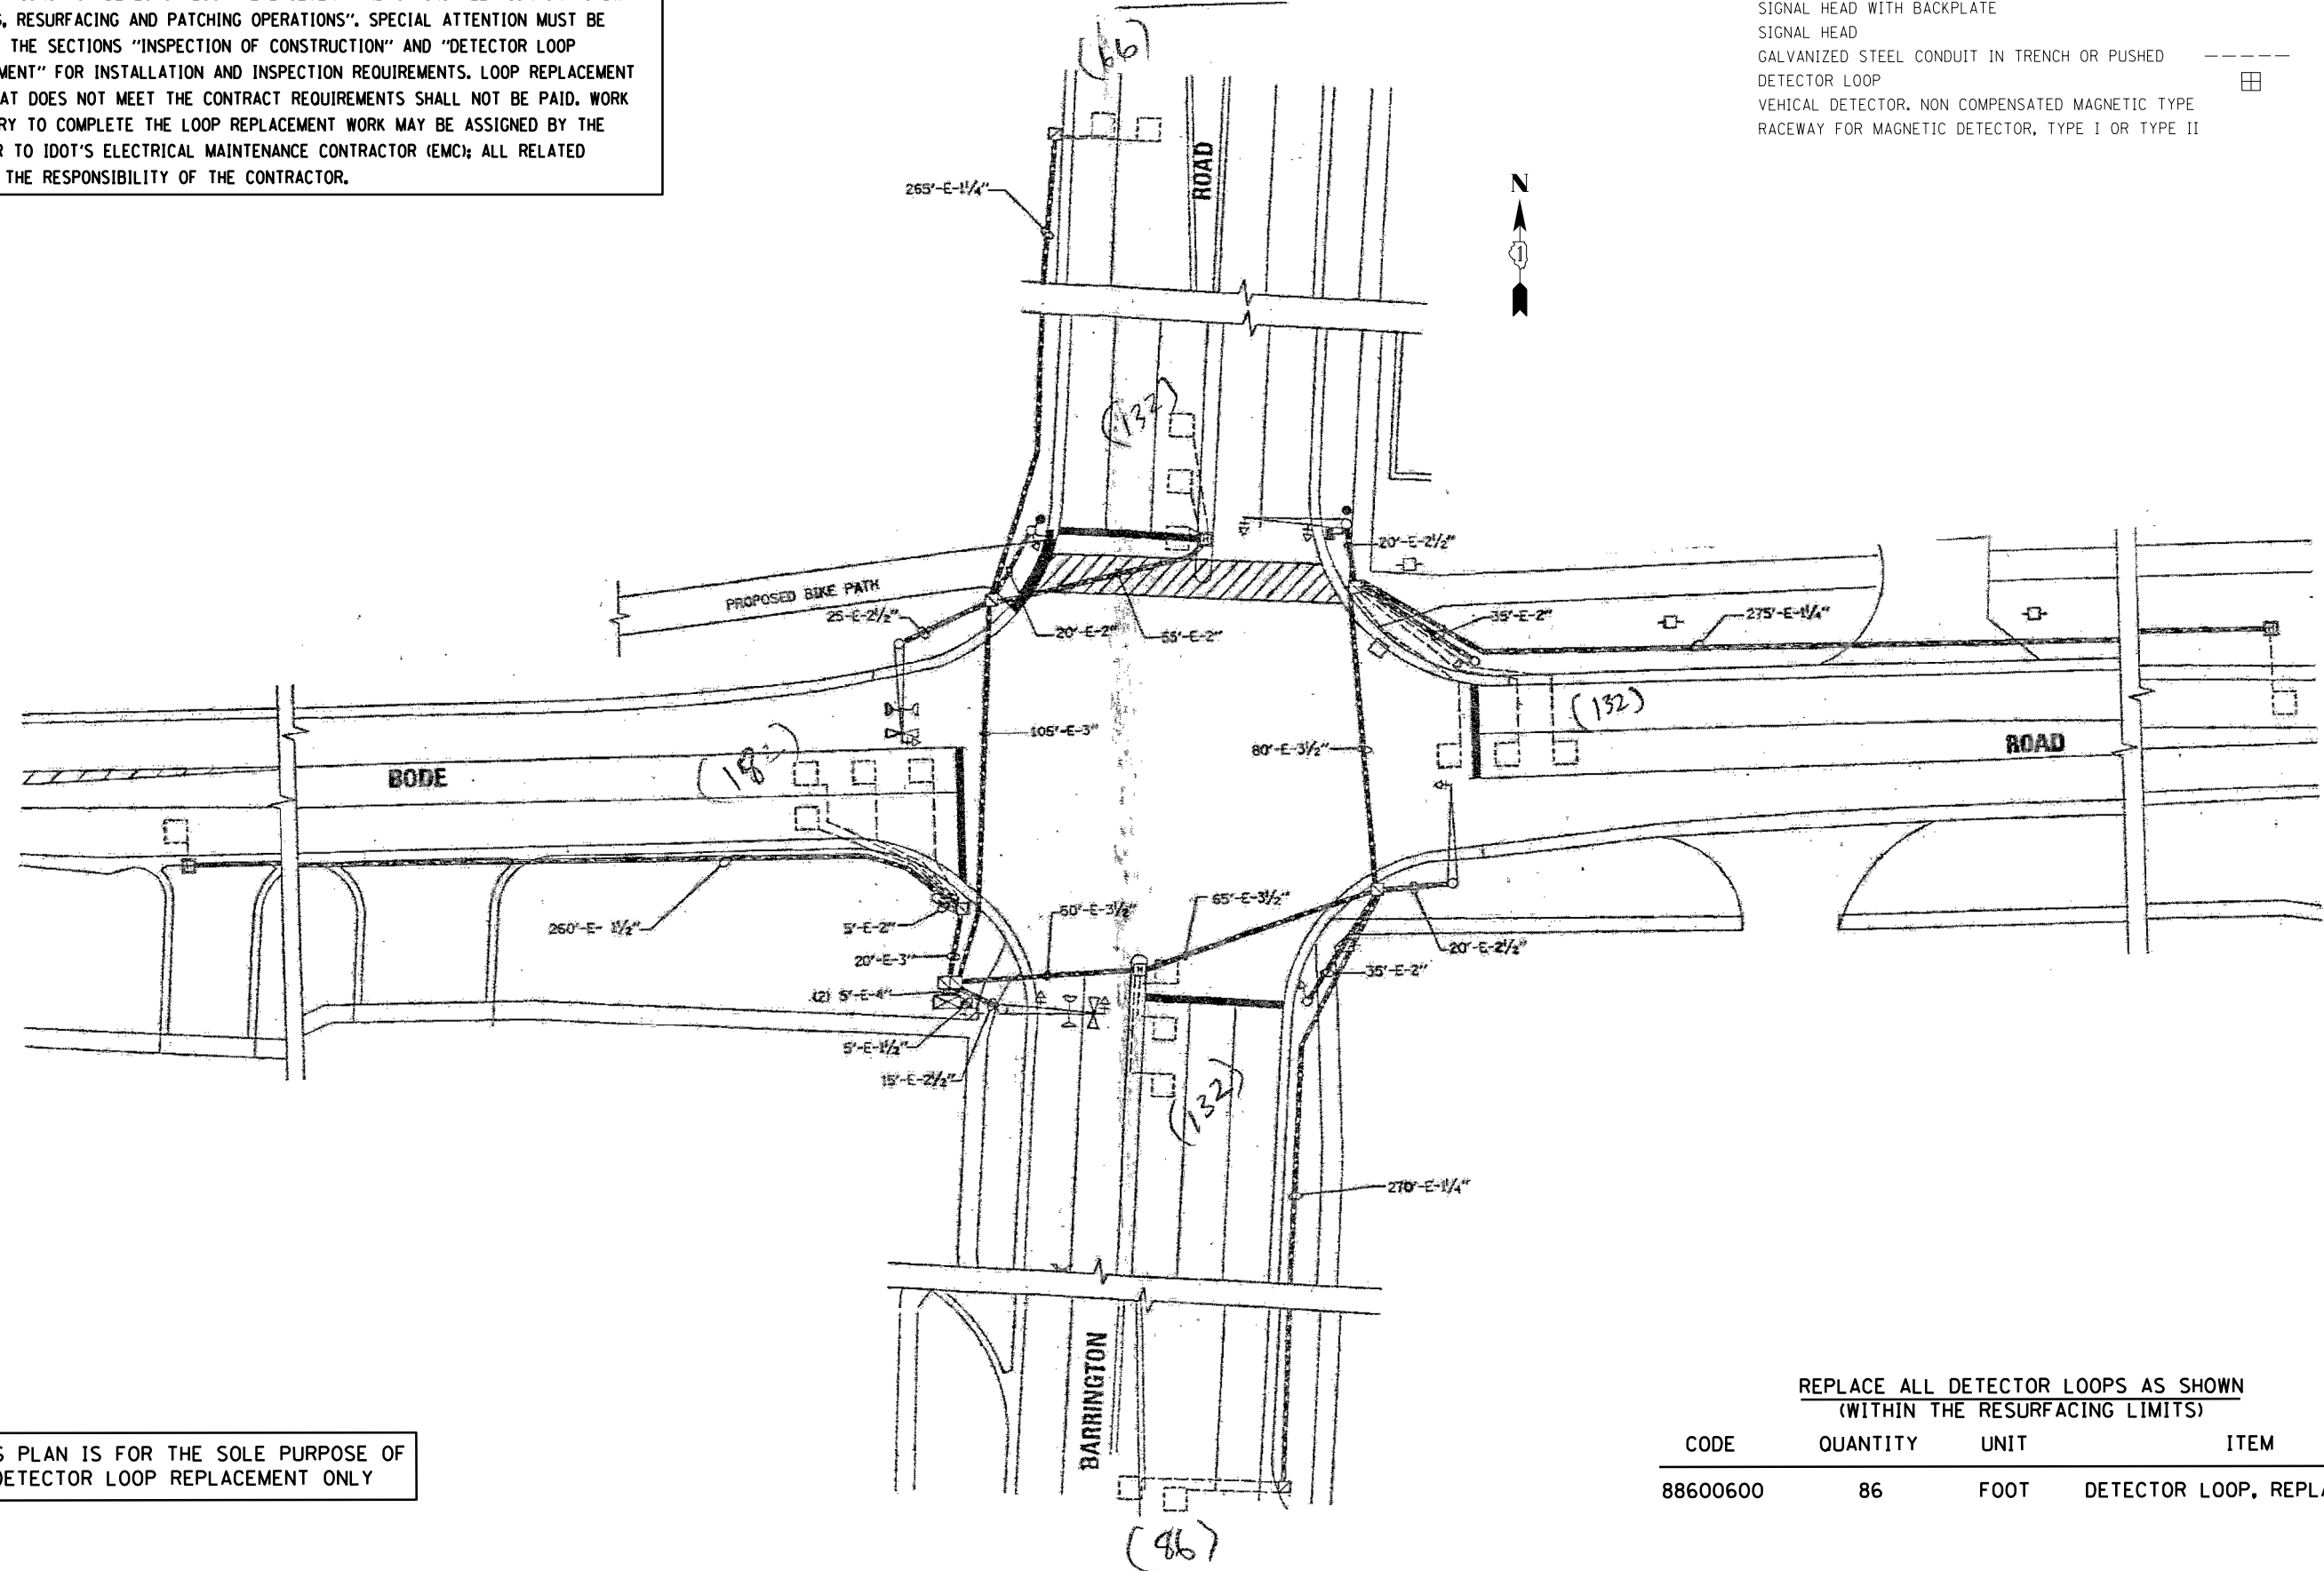 , RESURFACING AND PATCHING OPERATIONS". SPECIAL ATTENTION MUST BE
THE SECTIONS "INSPECTION OF CONSTRUCTION" AND "DETECTOR LOOP
MENT" FOR INSTALLATION AND INSPECTION REQUIREMENTS. LOOP REPLACEMENT
AT DOES NOT MEET THE CONTRACT REQUIREMENTS SHALL NOT BE PAID. WORK
RY TO COMPLETE THE LOOP REPLACEMENT WORK MAY BE ASSIGNED BY THE
R TO IDOT'S ELECTRICAL MAINTENANCE CONTRACTOR (EMC); ALL RELATED
THE RESPONSIBILITY OF THE CONTRACTOR.
SIGNAL HEAD WITH BACKPLATE
SIGNAL HEAD
GALVANIZED STEEL CONDUIT IN TRENCH OR PUSHED
DETECTOR LOOP
VEHICAL DETECTOR. NON COMPENSATED MAGNETIC TYPE
RACEWAY FOR MAGNETIC DETECTOR, TYPE I OR TYPE II
(66)
ROAD
265'-E-1¼"
N
1
(132)
20'-E-2½"
PROPOSED BIKE PATH
25-E-2½"
20'-E-2"
35'-E-2"
275'-E-1¼"
(132)
105'-E-3"
80'-E-3½"
ROAD
BODE
260'-E- 1½"
5'-E-2"
65'-E-3½"
20'-E-3"
20'-E-2½"
35'-E-2"
(2) 5'-E-4"
5'-E-1½"
15'-E-2½"
(132)
270'-E-1¼"
BARRINGTON
(86)
S PLAN IS FOR THE SOLE PURPOSE OF
DETECTOR LOOP REPLACEMENT ONLY
REPLACE ALL DETECTOR LOOPS AS SHOWN
(WITHIN THE RESURFACING LIMITS)
CODE QUANTITY UNIT ITEM
88600600 86 FOOT DETECTOR LOOP, REPLA